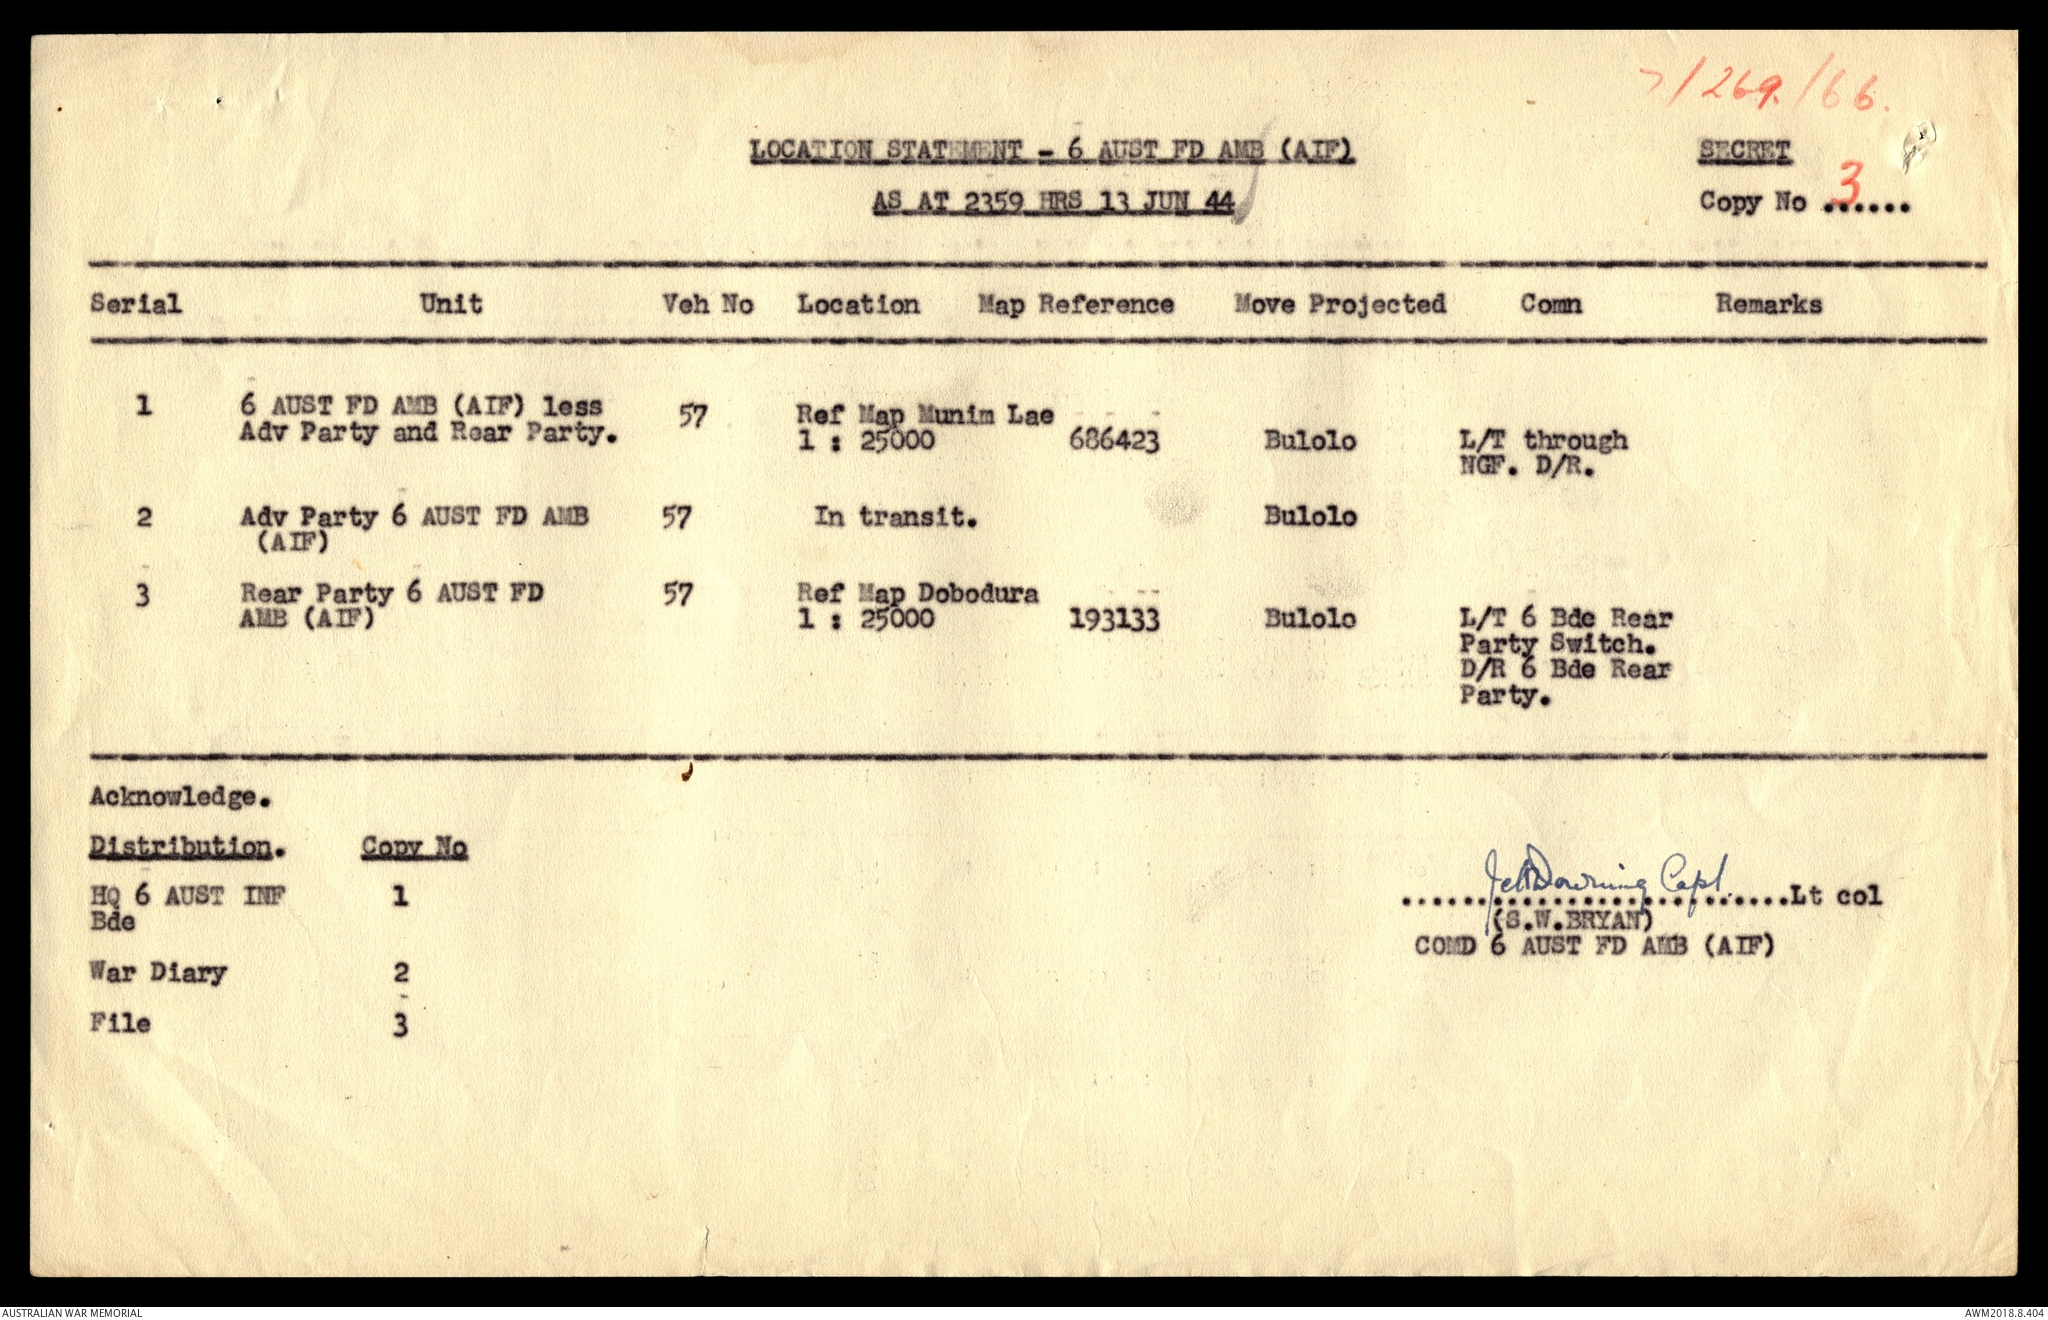 7/269./66.
LOCATION STATEMENT - 6 AUST FD AMB (AIF)
SECRET
AS AT 2359 HRS 13 JUN 44
Copy No 3......
Serial Unit Veh No Location Map Reference Move Projected Comn Remarks
1 6 AUST FD AMB (AIF) less 57 Ref Map Munim Lae
Adv Party and Rear Party. 1 : 25000 686423 Bulolo L/T through
NGF. D/R.
2 Adv Party 6 AUST FD AMB 57 In transit. Bulolo
(AIF)
3 Rear Party 6 AUST FD 57 Ref Map Dobodura
AMB (AIF) 1 : 25000 193133 Bulolo L/T 6 Bde Rear
Party Switch.
D/R 6 Bde Rear
Party.
Acknowledge.
Distribution. Copy No
HQ 6 AUST INF 1
Bde
War Diary 2
File 3
Downing Capt.
.........................Lt col
(S.W.BRYAN)
COMD 6 AUST FD AMB (AIF)
AUSTRALIAN WAR MEMORIAL
AWM2018.8.404